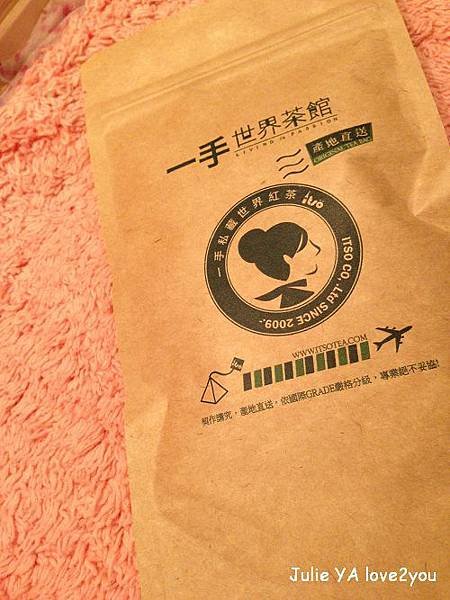 一手世界茶館
LIVING IN PASSION
產地直送
ORIGINAL TEA BAG
一手私藏世界紅茶 itso
ITSO CO., Ltd SINCE 2009.-
WWW.ITSOTEA.COM
製作講究，產地直送，依國際GRADE嚴格分級，專業絕不妥協!
Julie YA love2you